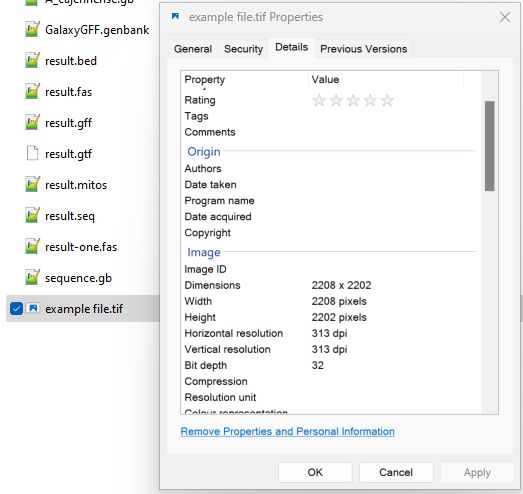 A_cajennense.gb
GalaxyGFF.genbank
result.bed
result.fas
result.gff
result.gtf
result.mitos
result.seq
result-one.fas
sequence.gb
example file.tif
example file.tif Properties
General Security Details Previous Versions
Property Value
Rating
Tags
Comments
Origin
Authors
Date taken
Program name
Date acquired
Copyright
Image
Image ID
Dimensions 2208 x 2202
Width 2208 pixels
Height 2202 pixels
Horizontal resolution 313 dpi
Vertical resolution 313 dpi
Bit depth 32
Compression
Resolution unit
Colour representation
Remove Properties and Personal Information
OK Cancel Apply